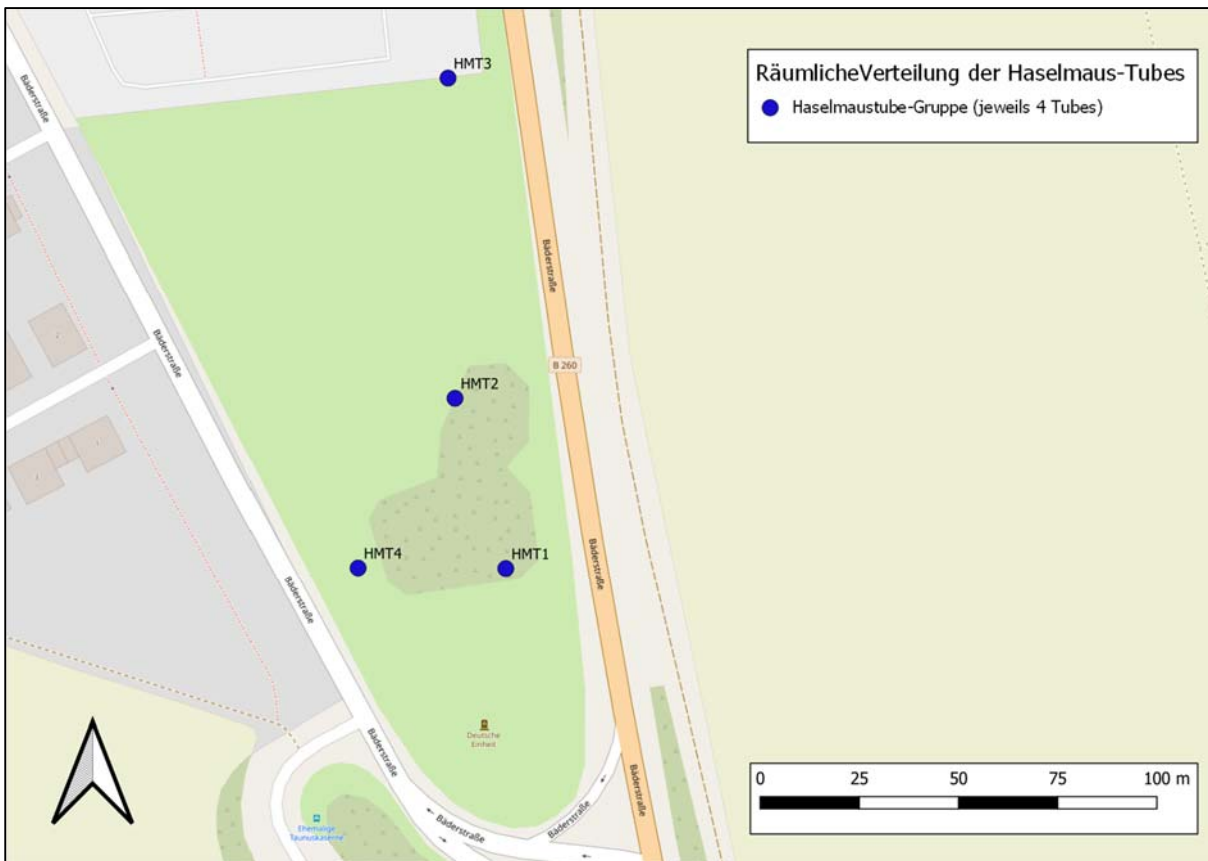 HMT3
RäumlicheVerteilung der Haselmaus-Tubes
Haselmaustube-Gruppe (jeweils 4 Tubes)
Bäderstraße
Bäderstraße
Bäderstraße
B 260
HMT2
HMT4
HMT1
Bäderstraße
Bäderstraße
Deutsche
Einheit
Bäderstraße
Bäderstraße
Bäderstraße
Bäderstraße
Ehemalige
Taunuskaserne
0 25 50 75 100 m